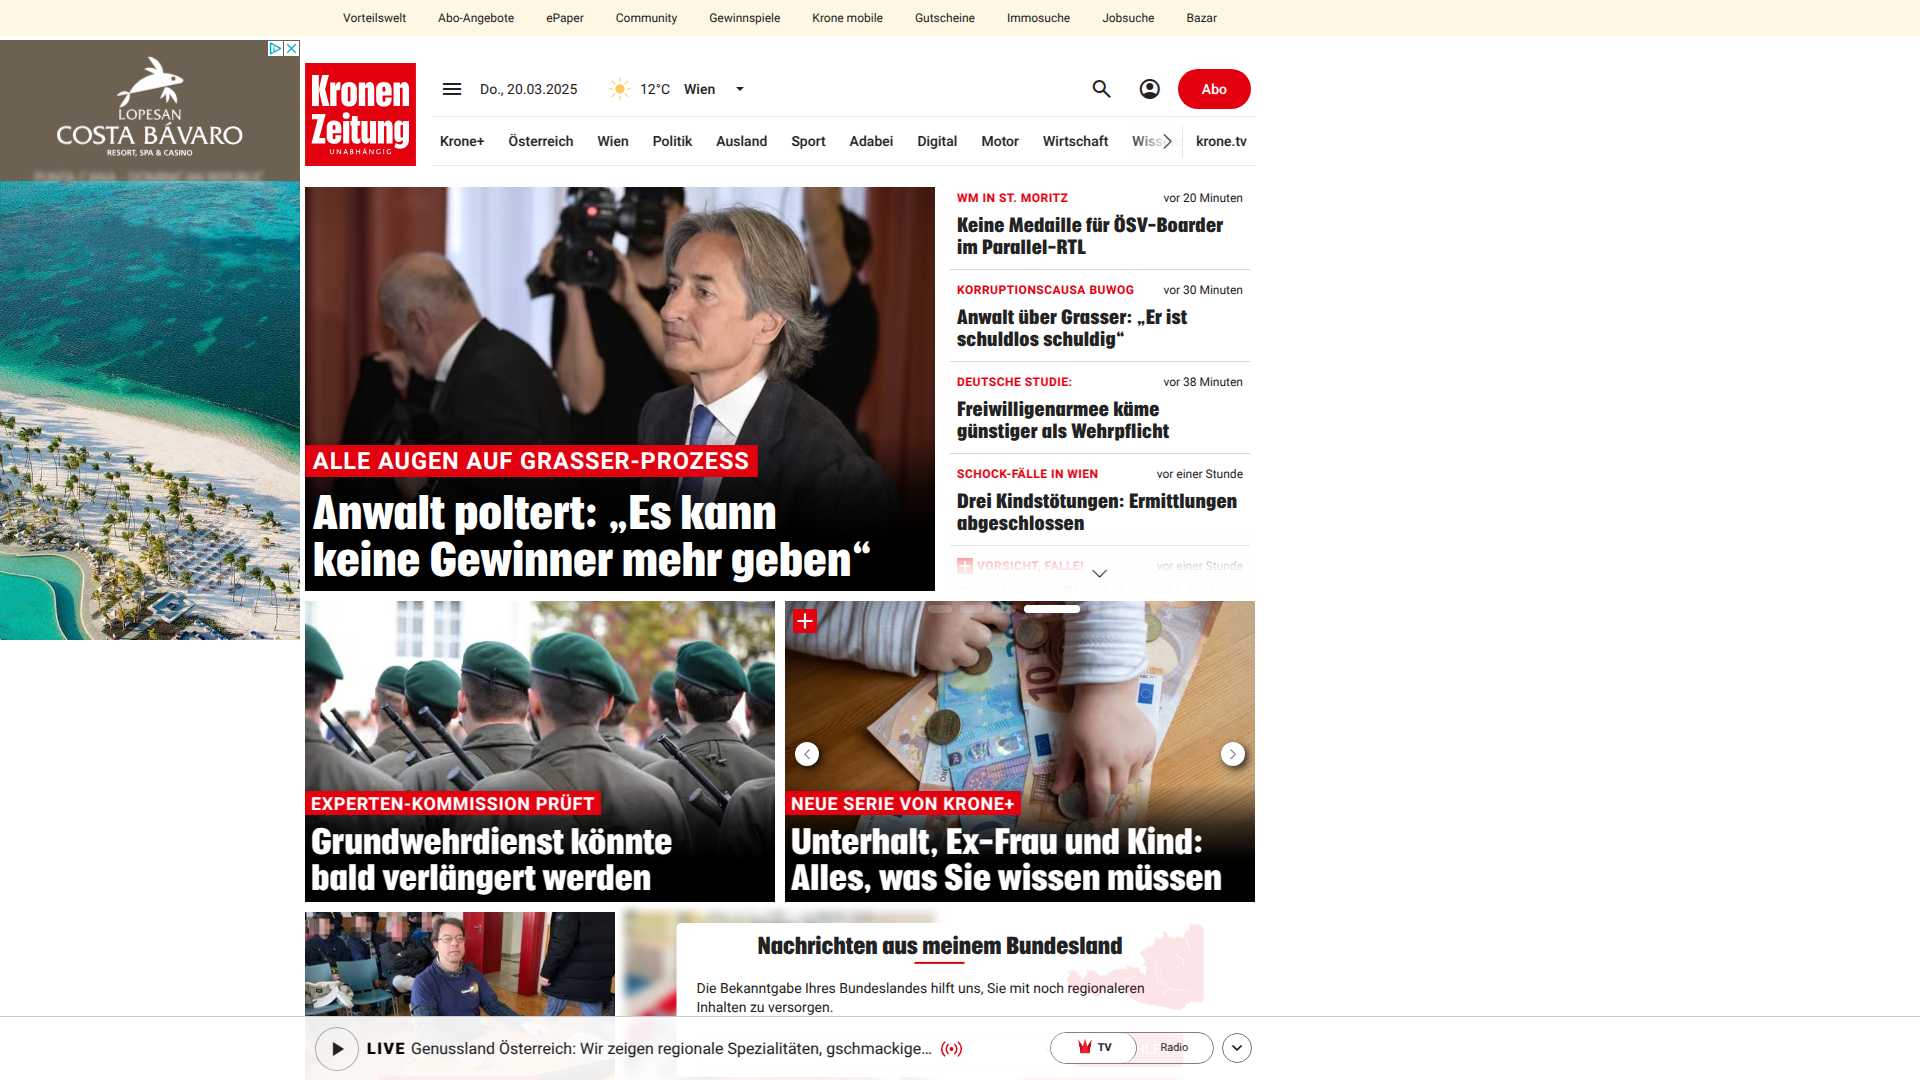 Vorteilswelt Abo-Angebote ePaper Community Gewinnspiele Krone mobile Gutscheine Immosuche Jobsuche Bazar
LOPESAN
COSTA BÁVARO
RESORT, SPA & CASINO
Kronen
Zeitung
UNABHÄNGIG
Do., 20.03.2025 12°C Wien Abo
Krone+ Österreich Wien Politik Ausland Sport Adabei Digital Motor Wirtschaft Wiss krone.tv
ALLE AUGEN AUF GRASSER-PROZESS
Anwalt poltert: „Es kann
keine Gewinner mehr geben“
WM IN ST. MORITZ vor 20 Minuten
Keine Medaille für ÖSV-Boarder
im Parallel-RTL
KORRUPTIONSCAUSA BUWOG vor 30 Minuten
Anwalt über Grasser: „Er ist
schuldlos schuldig“
DEUTSCHE STUDIE: vor 38 Minuten
Freiwilligenarmee käme
günstiger als Wehrpflicht
SCHOCK-FÄLLE IN WIEN vor einer Stunde
Drei Kindstötungen: Ermittlungen
abgeschlossen
VORSICHT, FALLE! vor einer Stunde
EXPERTEN-KOMMISSION PRÜFT
Grundwehrdienst könnte
bald verlängert werden
NEUE SERIE VON KRONE+
Unterhalt, Ex-Frau und Kind:
Alles, was Sie wissen müssen
Nachrichten aus meinem Bundesland
Die Bekanntgabe Ihres Bundeslandes hilft uns, Sie mit noch regionaleren
Inhalten zu versorgen.
LIVE Genussland Österreich: Wir zeigen regionale Spezialitäten, gschmackige... TV Radio